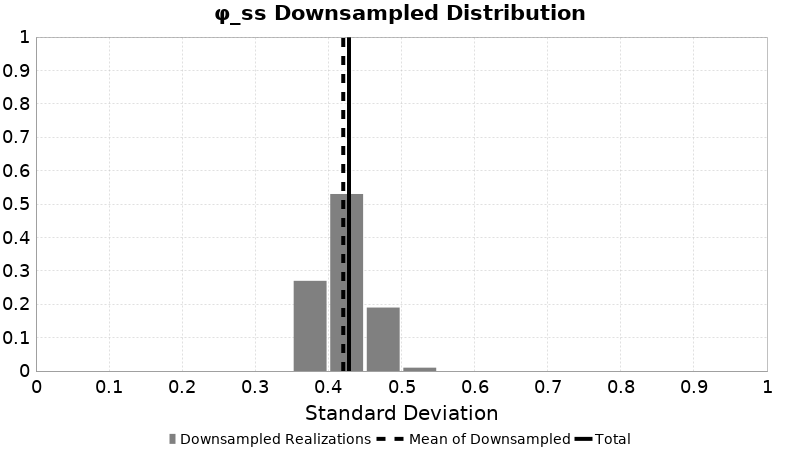 φ_ss Downsampled Distribution
1
0.9
0.8
0.7
0.6
0.5
0.4
0.3
0.2
0.1
0
0 0.1 0.2 0.3 0.4 0.5 0.6 0.7 0.8 0.9 1
Standard Deviation
Downsampled Realizations Mean of Downsampled Total